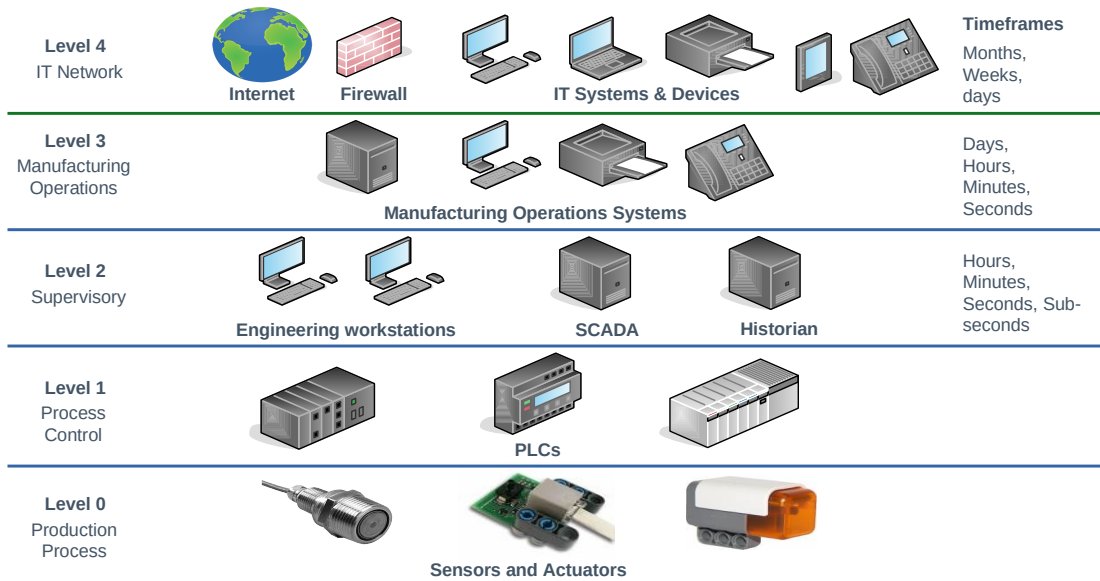 Level 4
IT Network
Internet
Firewall
IT Systems & Devices
Timeframes
Months,
Weeks,
days
Level 3
Manufacturing
Operations
Manufacturing Operations Systems
Days,
Hours,
Minutes,
Seconds
Level 2
Supervisory
Engineering workstations
SCADA
Historian
Hours,
Minutes,
Seconds, Sub-
seconds
Level 1
Process
Control
PLCs
Level 0
Production
Process
Sensors and Actuators